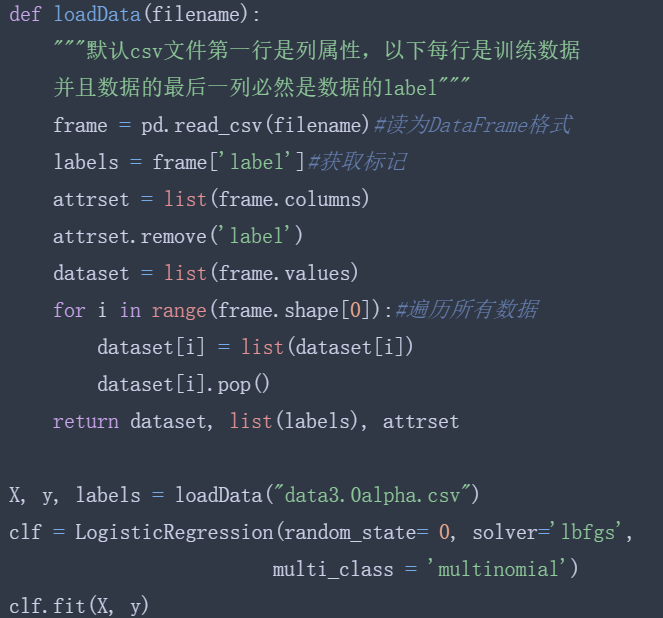 def loadData(filename):
    """默认csv文件第一行是列属性，以下每行是训练数据
    并且数据的最后一列必然是数据的label"""
    frame = pd.read_csv(filename)#读为DataFrame格式
    labels = frame['label']#获取标记
    attrset = list(frame.columns)
    attrset.remove('label')
    dataset = list(frame.values)
    for i in range(frame.shape[0]):#遍历所有数据
        dataset[i] = list(dataset[i])
        dataset[i].pop()
    return dataset, list(labels), attrset

X, y, labels = loadData("data3.0alpha.csv")
clf = LogisticRegression(random_state= 0, solver='lbfgs',
                        multi_class = 'multinomial')
clf.fit(X, y)